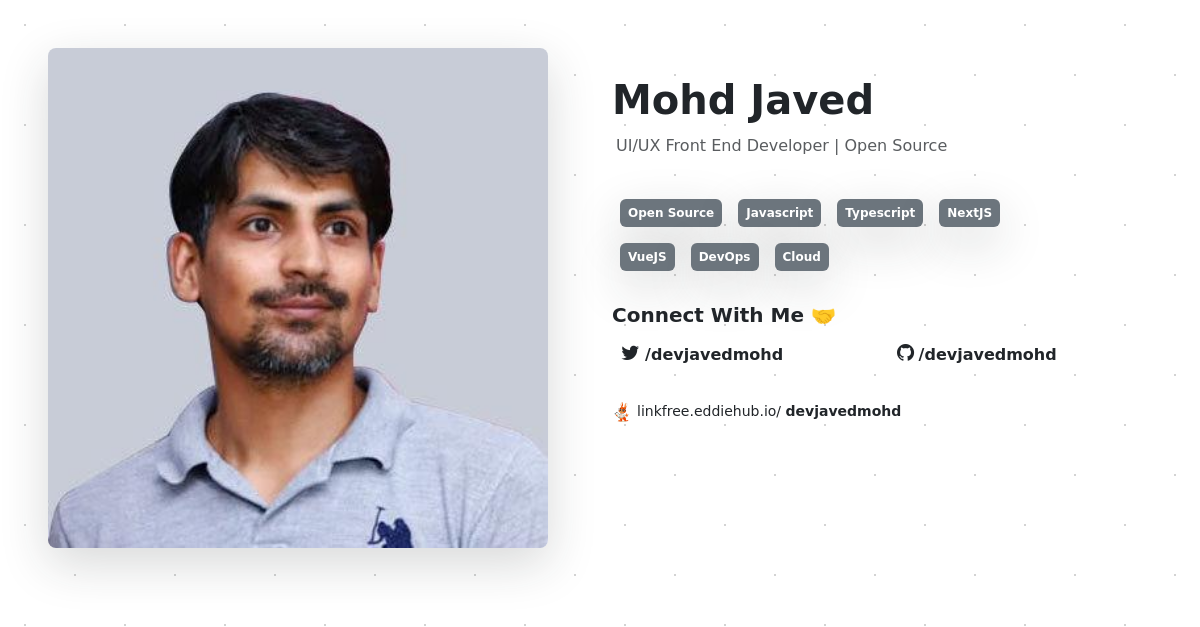 Mohd Javed
UI/UX Front End Developer | Open Source
Open Source Javascript Typescript NextJS
VueJS DevOps Cloud
Connect With Me 🤝
/devjavedmohd /devjavedmohd
linkfree.eddiehub.io/ devjavedmohd